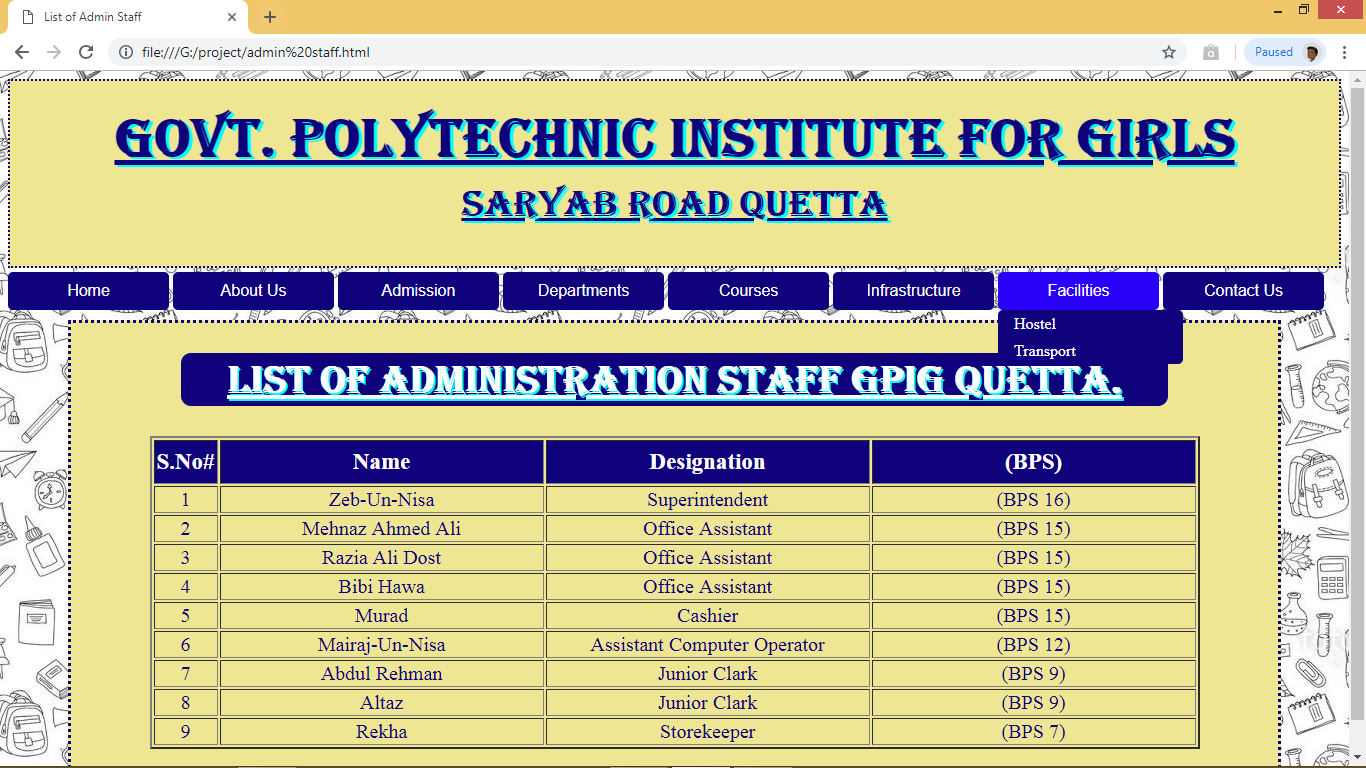 List of Admin Staff
file:///G:/project/admin%20staff.html
Paused
GOVT. POLYTECHNIC INSTITUTE FOR GIRLS
SARYAB ROAD QUETTA
Home About Us Admission Departments Courses Infrastructure Facilities Contact Us
Hostel
Transport
LIST OF ADMINISTRATION STAFF GPIG QUETTA.
S.No# Name Designation (BPS)
1 Zeb-Un-Nisa Superintendent (BPS 16)
2 Mehnaz Ahmed Ali Office Assistant (BPS 15)
3 Razia Ali Dost Office Assistant (BPS 15)
4 Bibi Hawa Office Assistant (BPS 15)
5 Murad Cashier (BPS 15)
6 Mairaj-Un-Nisa Assistant Computer Operator (BPS 12)
7 Abdul Rehman Junior Clark (BPS 9)
8 Altaz Junior Clark (BPS 9)
9 Rekha Storekeeper (BPS 7)